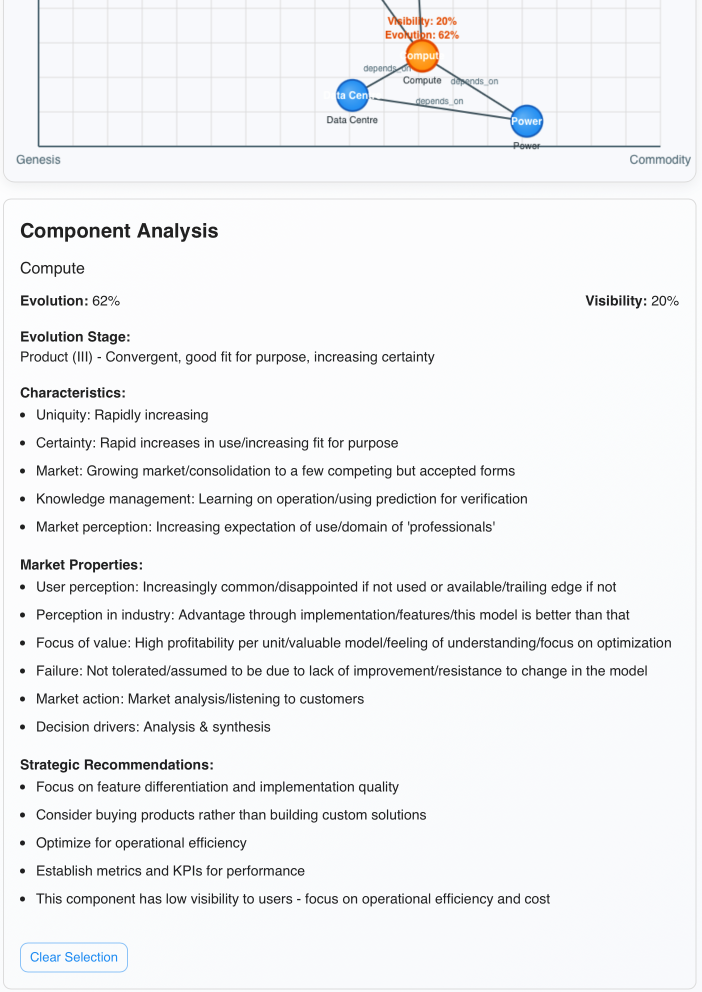 Visibility: 20%
Evolution: 62%
omput
depends_on
Compute
depends_on
ta Cen
depends_on
Data Centre
Power
Power
Genesis
Commodity
Component Analysis
Compute
Evolution: 62%
Visibility: 20%
Evolution Stage:
Product (III) - Convergent, good fit for purpose, increasing certainty
Characteristics:
• Uniquity: Rapidly increasing
• Certainty: Rapid increases in use/increasing fit for purpose
• Market: Growing market/consolidation to a few competing but accepted forms
• Knowledge management: Learning on operation/using prediction for verification
• Market perception: Increasing expectation of use/domain of 'professionals'
Market Properties:
• User perception: Increasingly common/disappointed if not used or available/trailing edge if not
• Perception in industry: Advantage through implementation/features/this model is better than that
• Focus of value: High profitability per unit/valuable model/feeling of understanding/focus on optimization
• Failure: Not tolerated/assumed to be due to lack of improvement/resistance to change in the model
• Market action: Market analysis/listening to customers
• Decision drivers: Analysis & synthesis
Strategic Recommendations:
• Focus on feature differentiation and implementation quality
• Consider buying products rather than building custom solutions
• Optimize for operational efficiency
• Establish metrics and KPIs for performance
• This component has low visibility to users - focus on operational efficiency and cost
Clear Selection